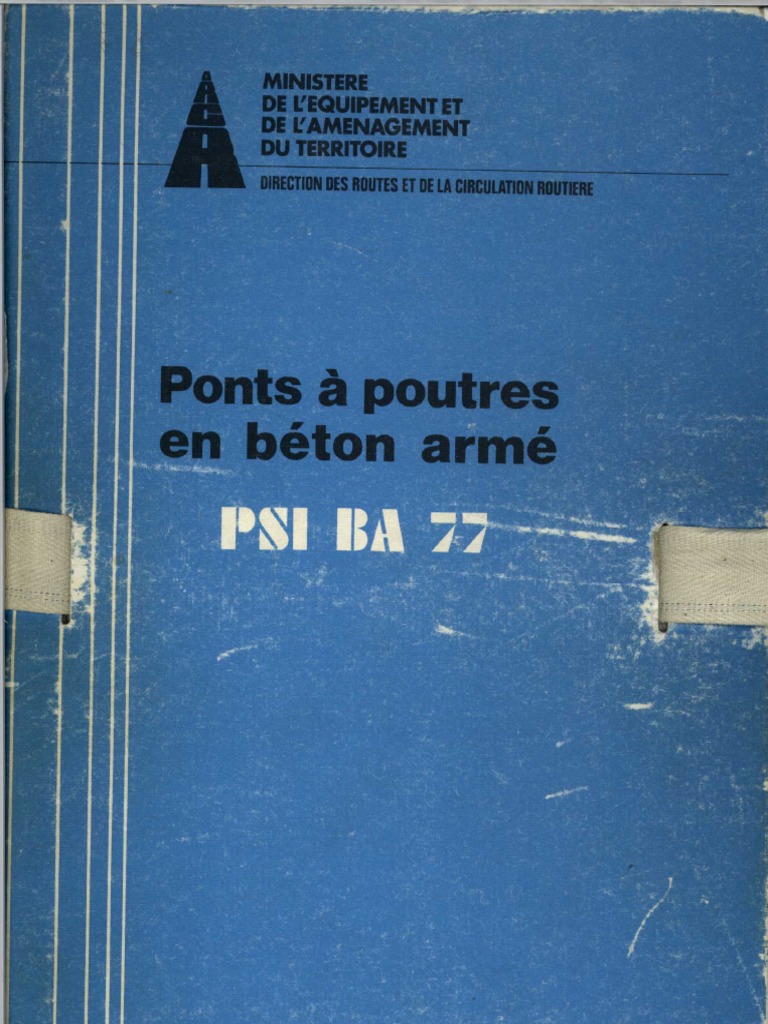 MINISTERE
DE L'EQUIPEMENT ET
DE L'AMENAGEMENT
DU TERRITOIRE
DIRECTION DES ROUTES ET DE LA CIRCULATION ROUTIERE
Ponts à poutres
en béton armé
PSI BA 77